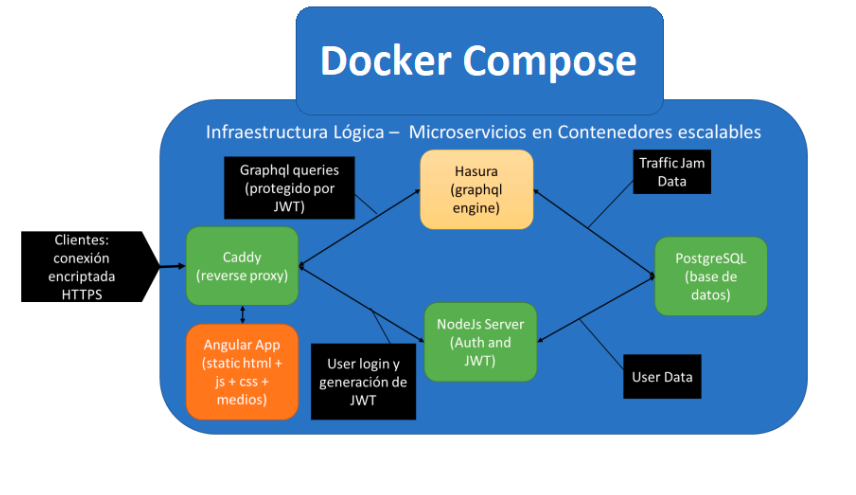 Docker Compose
Infraestructura Lógica – Microservicios en Contenedores escalables
Graphql queries
(protegido por
JWT)
Hasura
(graphql
engine)
Traffic Jam
Data
Clientes:
conexión
encriptada
HTTPS
Caddy
(reverse proxy)
PostgreSQL
(base de
datos)
Angular App
(static html +
js + css +
medios)
User login y
generación de
JWT
NodeJs Server
(Auth and
JWT)
User Data